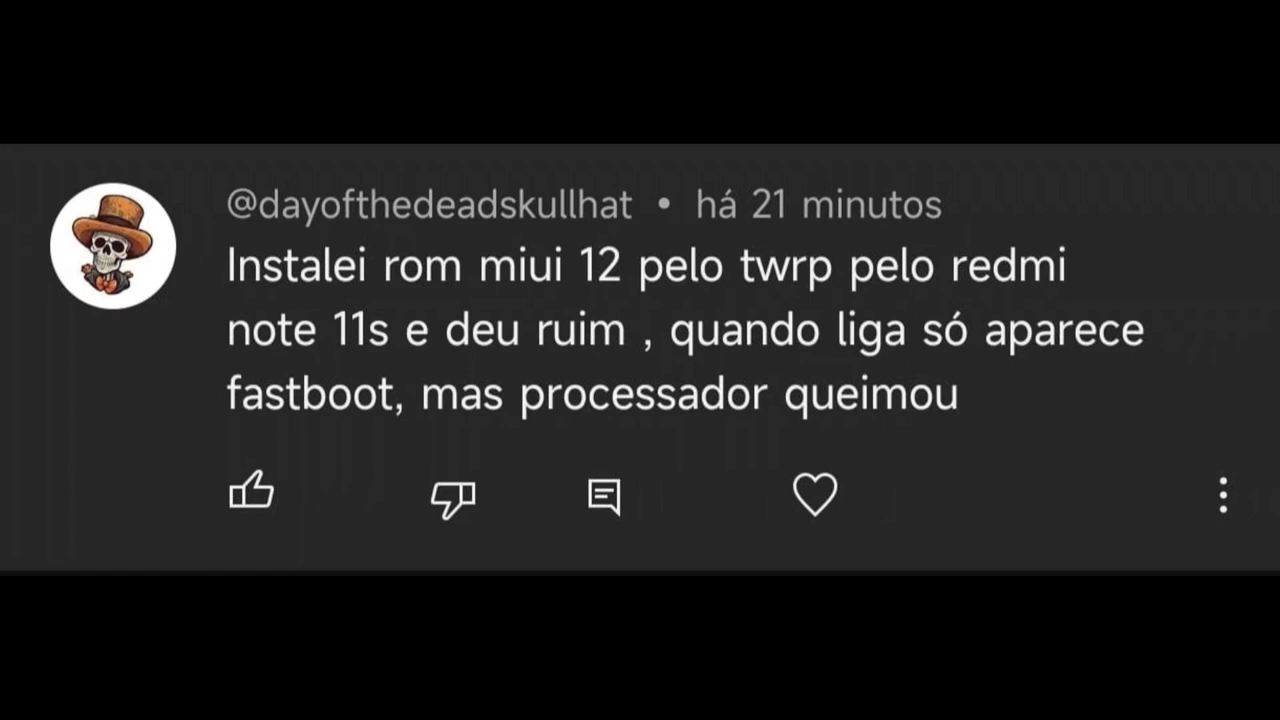 @dayofthedeadskullhat • há 21 minutos
Instalei rom miui 12 pelo twrp pelo redmi
note 11s e deu ruim , quando liga só aparece
fastboot, mas processador queimou